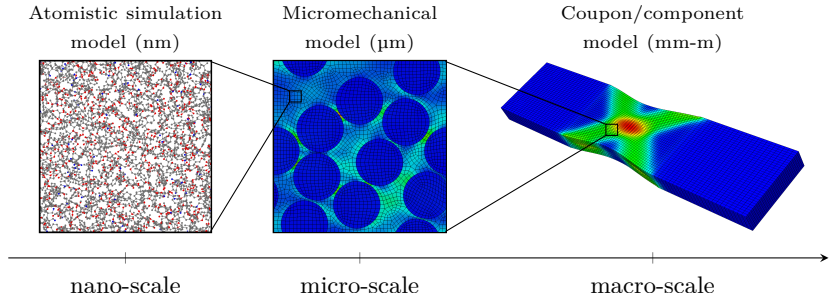 Atomistic simulation
model (nm)
Micromechanical
model (µm)
Coupon/component
model (mm-m)
nano-scale
micro-scale
macro-scale